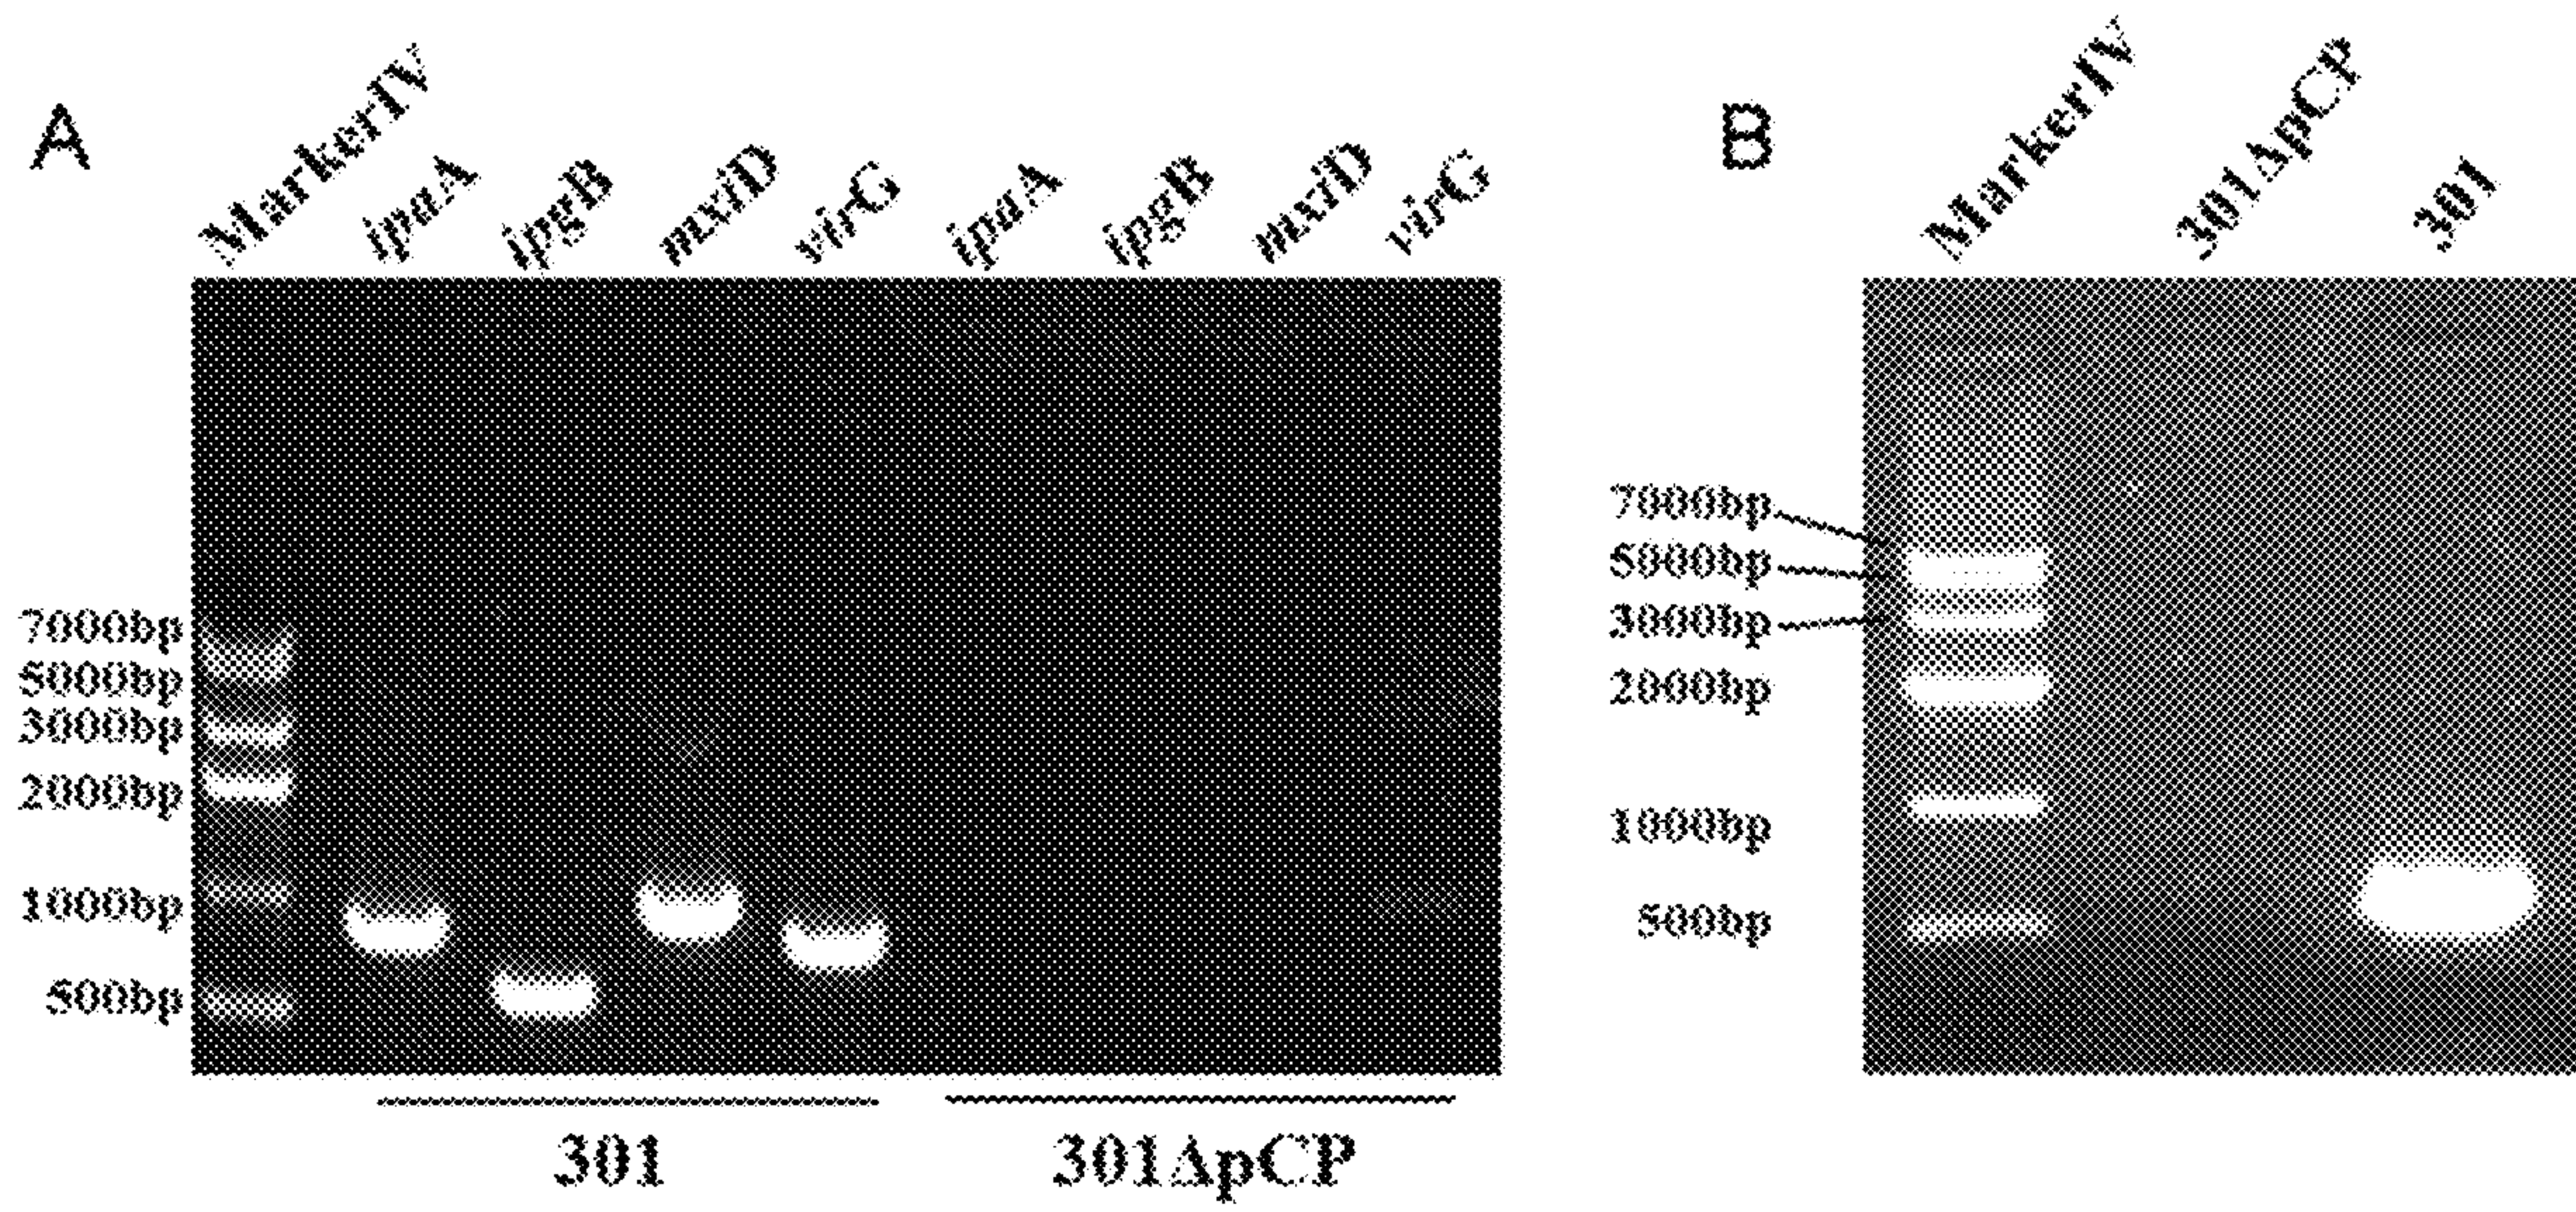 A
MarkerIV
ipaA
ipgB
mxiD
virG
ipaA
ipgB
mxiD
virG
7000bp
5000bp
3000bp
2000bp
1000bp
500bp
301
301ΔpCP
B
MarkerIV
301ΔpCP
301
7000bp
5000bp
3000bp
2000bp
1000bp
500bp